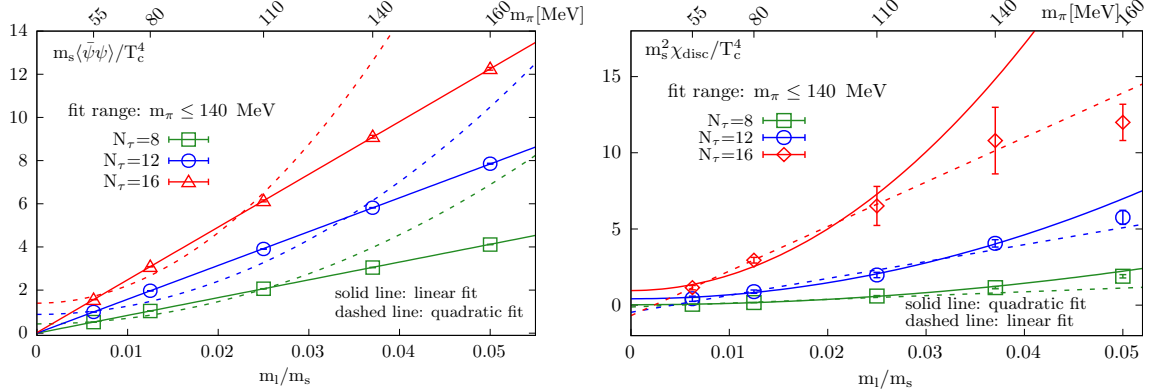 55 80 110 140 160 m_π[MeV]
14
12
10
8
6
4
2
0
m_s⟨ψ̄ψ⟩/T_c^4
fit range: m_π ≤ 140 MeV
N_τ=8
N_τ=12
N_τ=16
solid line: linear fit
dashed line: quadratic fit
0 0.01 0.02 0.03 0.04 0.05
m_l/m_s
55 80 110 140 160 m_π[MeV]
15
10
5
0
m_s^2 χ_disc/T_c^4
fit range: m_π ≤ 140 MeV
N_τ=8
N_τ=12
N_τ=16
solid line: quadratic fit
dashed line: linear fit
0 0.01 0.02 0.03 0.04 0.05
m_l/m_s